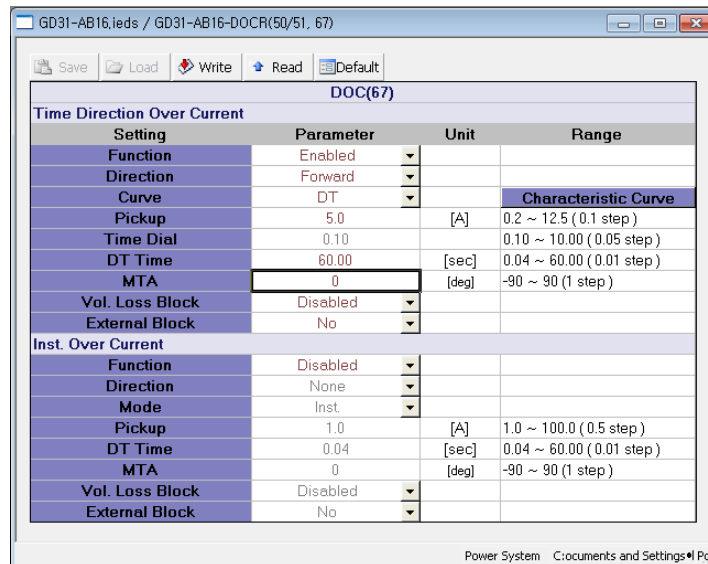 GD31-AB16,ieds / GD31-AB16-DOCR(50/51, 67)
Save Load Write Read Default
DOC(67)
Time Direction Over Current
Setting Parameter Unit Range
Function Enabled
Direction Forward
Curve DT Characteristic Curve
Pickup 5.0 [A] 0.2 ~ 12.5 ( 0.1 step )
Time Dial 0.10 0.10 ~ 10.00 ( 0.05 step )
DT Time 60.00 [sec] 0.04 ~ 60.00 ( 0.01 step )
MTA 0 [deg] -90 ~ 90 (1 step )
Vol. Loss Block Disabled
External Block No
Inst. Over Current
Function Disabled
Direction None
Mode Inst.
Pickup 1.0 [A] 1.0 ~ 100.0 ( 0.5 step )
DT Time 0.04 [sec] 0.04 ~ 60.00 ( 0.01 step )
MTA 0 [deg] -90 ~ 90 (1 step )
Vol. Loss Block Disabled
External Block No
Power System C:ocuments and Settings